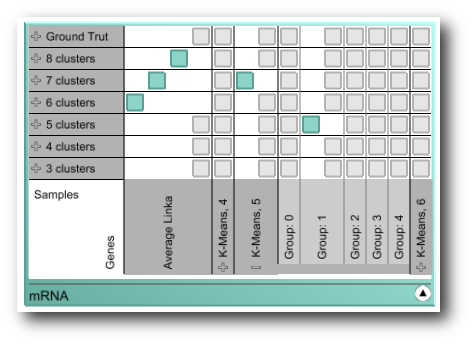 Ground Trut
8 clusters
7 clusters
6 clusters
5 clusters
4 clusters
3 clusters
Samples
Genes
Average Linka
K-Means, 4
K-Means, 5
Group: 0
Group: 1
Group: 2
Group: 3
Group: 4
K-Means, 6
mRNA